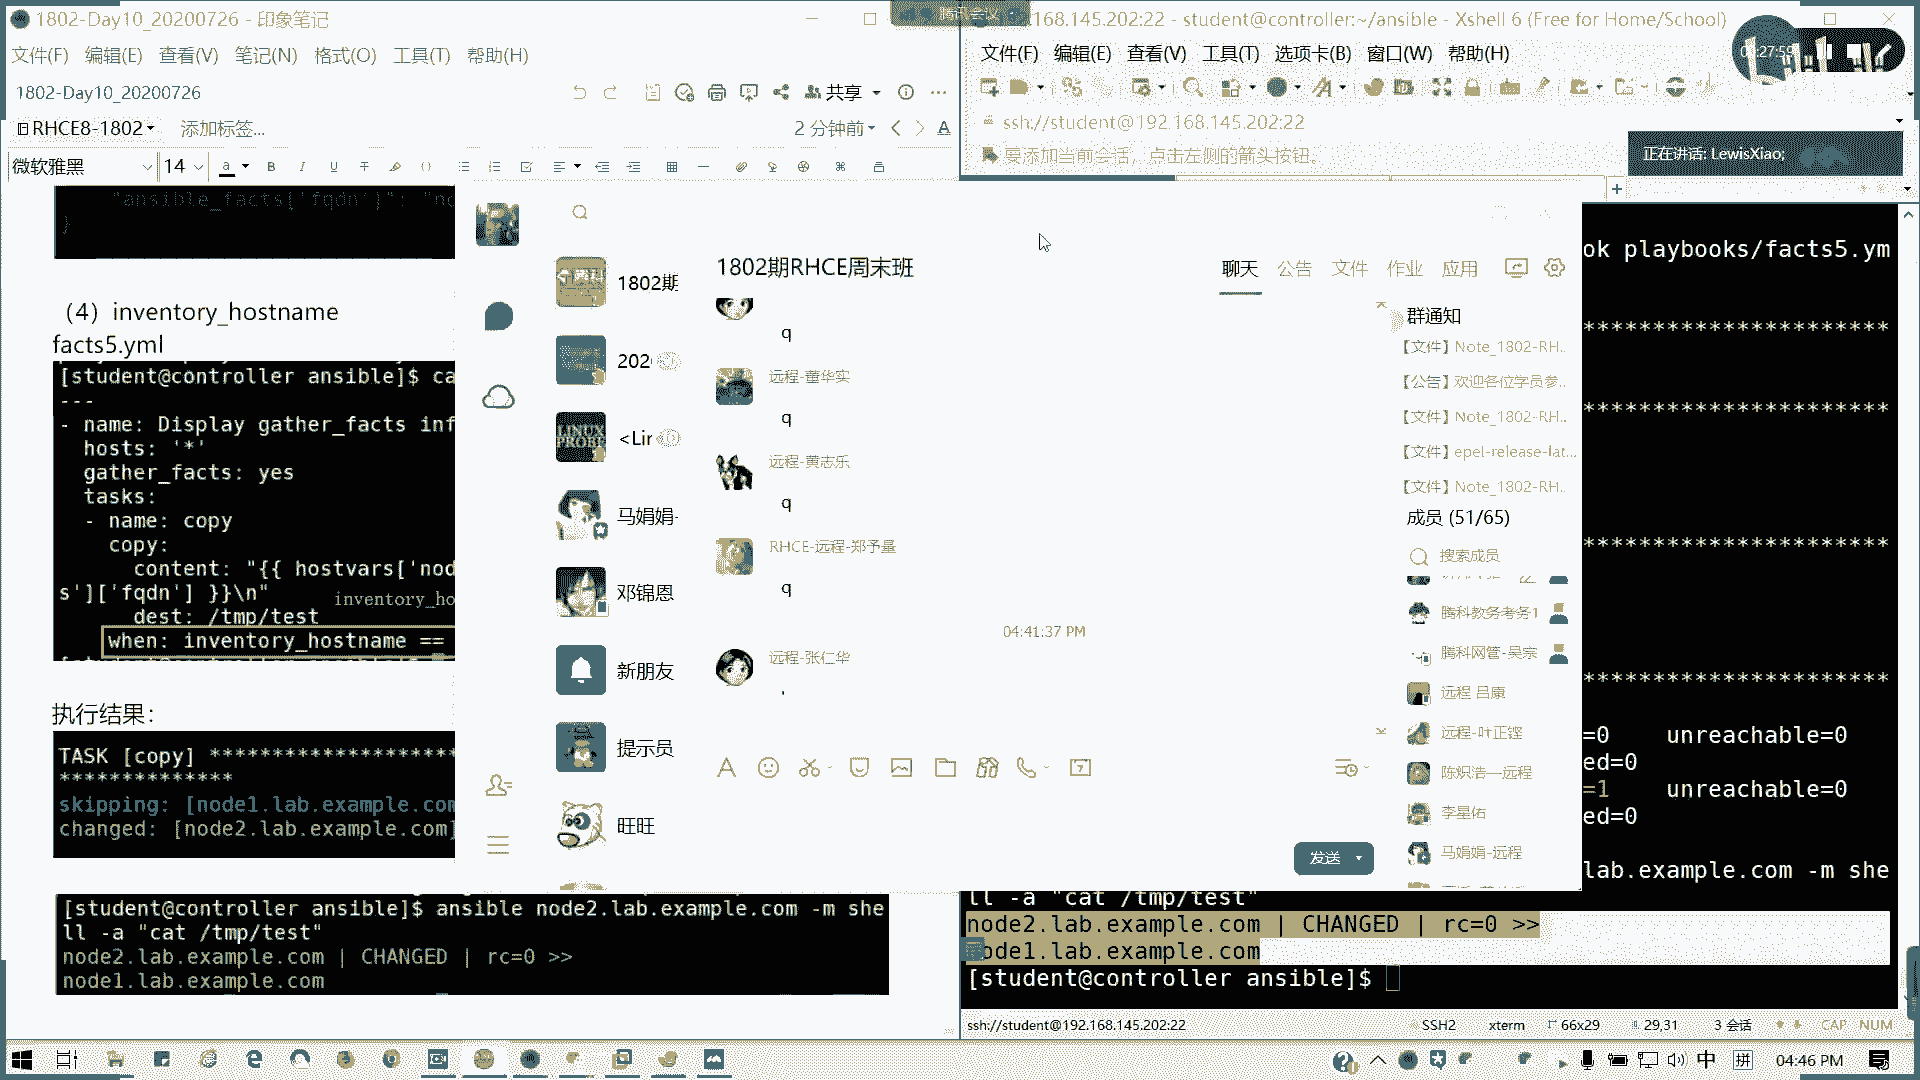 1802-Day10_20200726 - 印象笔记
文件(F) 编辑(E) 查看(V) 笔记(N) 格式(O) 工具(T) 帮助(H)
1802-Day10_20200726
共享
RHCE8-1802
添加标签...
2 分钟前
微软雅黑 14
"ansible_facts['fqdn']": "no
}
（4）inventory_hostname
facts5.yml
[student@controller ansible]$ ca
---
- name: Display gather_facts inf
hosts: '*'
gather_facts: yes
tasks:
- name: copy
copy:
content: "{{ hostvars['nod
s']['fqdn'] }}\n"
inventory_ho
dest: /tmp/test
when: inventory_hostname ==
执行结果：
TASK [copy] *********************
**************
skipping: [node1.lab.example.com
changed: [node2.lab.example.com]
[student@controller ansible]$ ansible node2.lab.example.com -m she
ll -a "cat /tmp/test"
node2.lab.example.com | CHANGED | rc=0 >>
node1.lab.example.com
腾讯会议
.168.145.202:22 - student@controller:~/ansible - Xshell 6 (Free for Home/School)
文件(F) 编辑(E) 查看(V) 工具(T) 选项卡(B) 窗口(W) 帮助(H)
:27:59
ssh://student@192.168.145.202:22
要添加当前会话，点击左侧的箭头按钮。
正在讲话: LewisXiao;
1802期
202
<Lir
马娟娟-
邓锦恩
新朋友
提示员
旺旺
1802期RHCE周末班
聊天 公告 文件 作业 应用
q
远程-董华实
q
远程-黄志乐
q
q
04:41:37 PM
远程-张仁华
发送
群通知
【文件】Note_1802-RH..
【公告】欢迎各位学员参..
【文件】Note_1802-RH..
【文件】epel-release-lat...
【文件】Note_1802-RH..
成员 (51/65)
搜索成员
腾科教务考务1
腾科网管-吴宗
远程 吕康
远程-叶正铿
陈炽浩—远程
李星佑
马娟娟-远程
ok playbooks/facts5.ym
***********************
***********************
***********************
***********************
=0 unreachable=0
ed=0
=1 unreachable=0
ed=0
lab.example.com -m she
ll -a "cat /tmp/test"
node2.lab.example.com | CHANGED | rc=0 >>
node1.lab.example.com
[student@controller ansible]$
ssh://student@192.168.145.202:22 SSH2 xterm 66x29 29,31 3 会话 CAP NUM
中 拼 04:46 PM